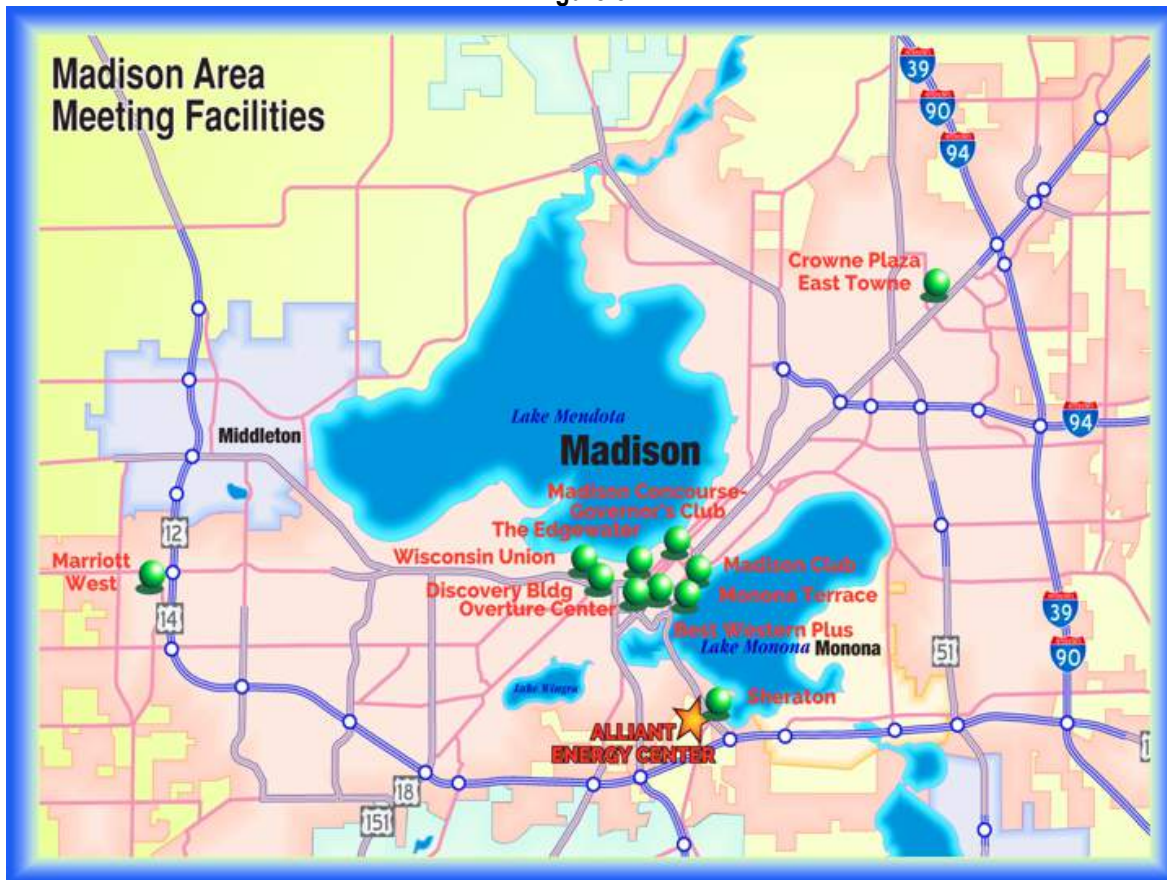 Madison Area
Meeting Facilities
39
90
94
Crowne Plaza
East Towne
94
Lake Mendota
Middleton
Madison
Madison Concourse-
Governor's Club
The Edgewater
12
Wisconsin Union
Marriott
West
Madison Club
Discovery Bldg
Monona Terrace
Overture Center
14
39
Best Western Plus
Lake Monona
Monona
51
90
Lake Wingra
Sheraton
ALLIANT
ENERGY CENTER
18
151